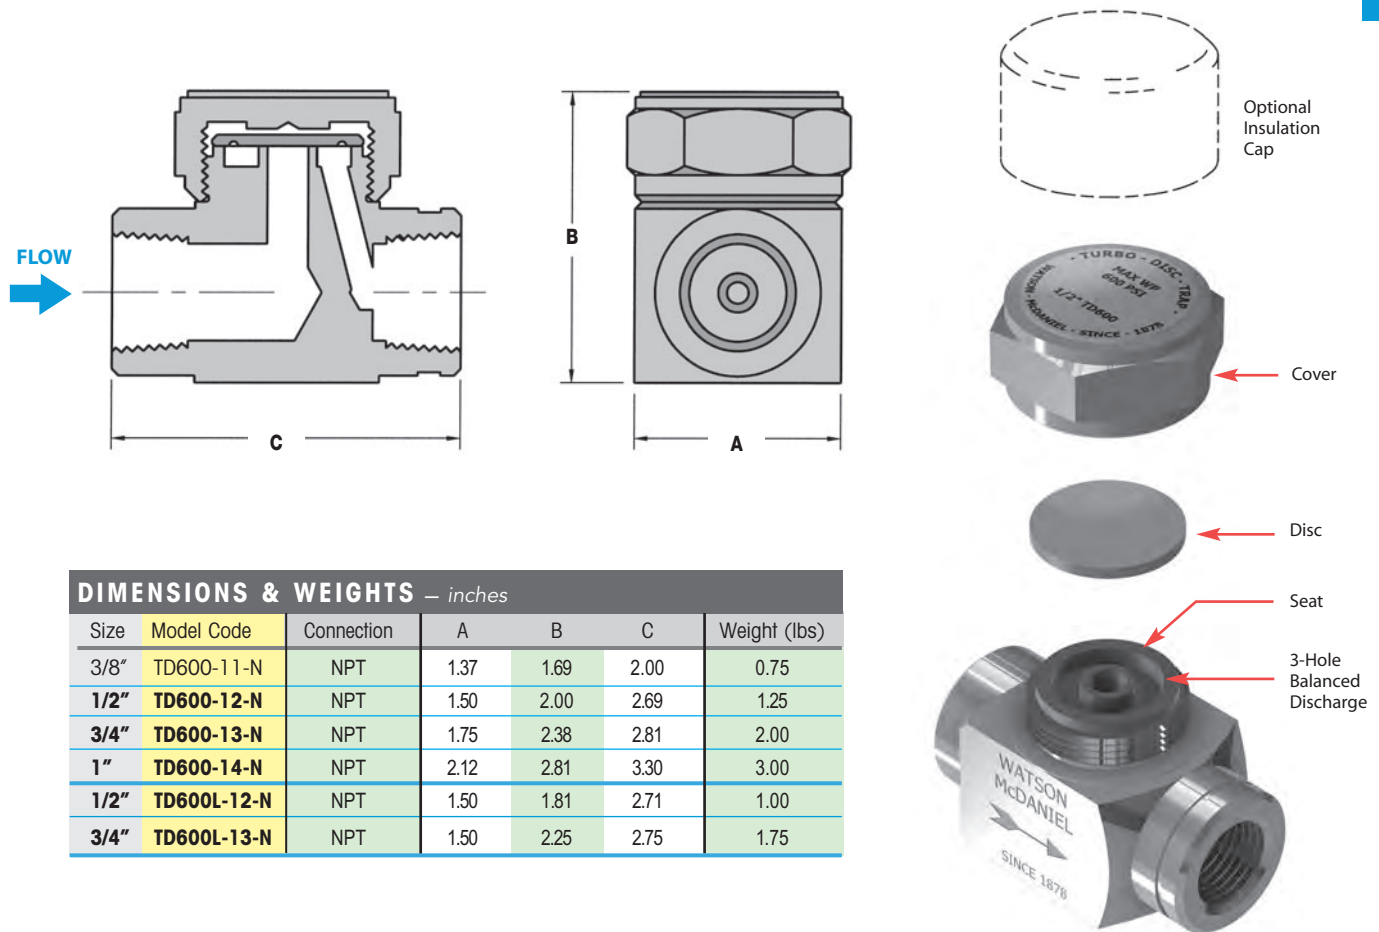 FLOW
B
C
A
Optional
Insulation
Cap
· TURBO - DISC - TRAP ·
WATSON McDANIEL - SINCE - 1878
MAX WP
600 PSI
1/2" TD600
Cover
Disc
Seat
3-Hole
Balanced
Discharge
WATSON
McDANIEL
SINCE 1878
DIMENSIONS & WEIGHTS – inches
Size Model Code Connection A B C Weight (lbs)
3/8″ TD600-11-N NPT 1.37 1.69 2.00 0.75
1/2″ TD600-12-N NPT 1.50 2.00 2.69 1.25
3/4″ TD600-13-N NPT 1.75 2.38 2.81 2.00
1″ TD600-14-N NPT 2.12 2.81 3.30 3.00
1/2″ TD600L-12-N NPT 1.50 1.81 2.71 1.00
3/4″ TD600L-13-N NPT 1.50 2.25 2.75 1.75